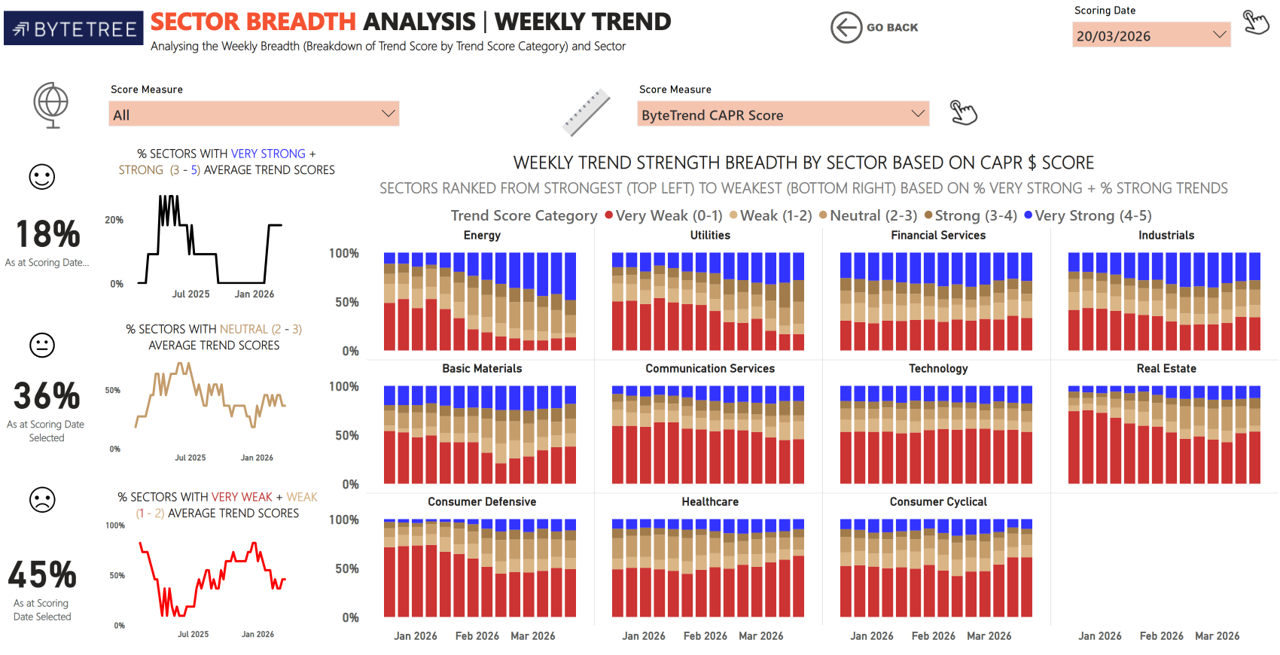 BYTETREE
SECTOR BREADTH ANALYSIS | WEEKLY TREND
Analysing the Weekly Breadth (Breakdown of Trend Score by Trend Score Category) and Sector
GO BACK
Scoring Date
20/03/2026
Score Measure
All
Score Measure
ByteTrend CAPR Score
% SECTORS WITH VERY STRONG +
STRONG (3 - 5) AVERAGE TREND SCORES
18%
As at Scoring Date...
20%
0%
Jul 2025 Jan 2026
% SECTORS WITH NEUTRAL (2 - 3)
AVERAGE TREND SCORES
36%
As at Scoring Date
Selected
50%
0%
Jul 2025 Jan 2026
% SECTORS WITH VERY WEAK + WEAK
(1 - 2) AVERAGE TREND SCORES
45%
As at Scoring
Date Selected
100%
50%
0%
Jul 2025 Jan 2026
WEEKLY TREND STRENGTH BREADTH BY SECTOR BASED ON CAPR $ SCORE
SECTORS RANKED FROM STRONGEST (TOP LEFT) TO WEAKEST (BOTTOM RIGHT) BASED ON % VERY STRONG + % STRONG TRENDS
Trend Score Category Very Weak (0-1) Weak (1-2) Neutral (2-3) Strong (3-4) Very Strong (4-5)
Energy Utilities Financial Services Industrials
100%
50%
0%
Basic Materials Communication Services Technology Real Estate
100%
50%
0%
Consumer Defensive Healthcare Consumer Cyclical
100%
50%
0%
Jan 2026 Feb 2026 Mar 2026 Jan 2026 Feb 2026 Mar 2026 Jan 2026 Feb 2026 Mar 2026 Jan 2026 Feb 2026 Mar 2026